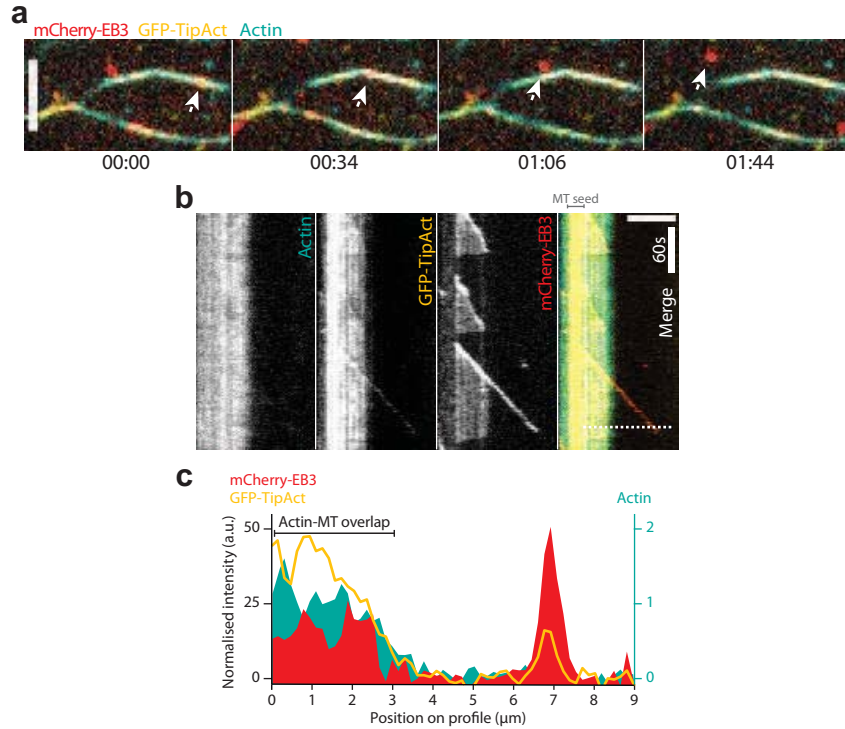 a
mCherry-EB3 GFP-TipAct Actin
00:00 00:34 01:06 01:44
b
MT seed
Actin
GFP-TipAct
mCherry-EB3
60s
Merge
c
mCherry-EB3
GFP-TipAct
Actin
Actin-MT overlap
Normalised intensity (a.u.)
50
25
0
2
1
0
0 1 2 3 4 5 6 7 8 9
Position on profile (µm)